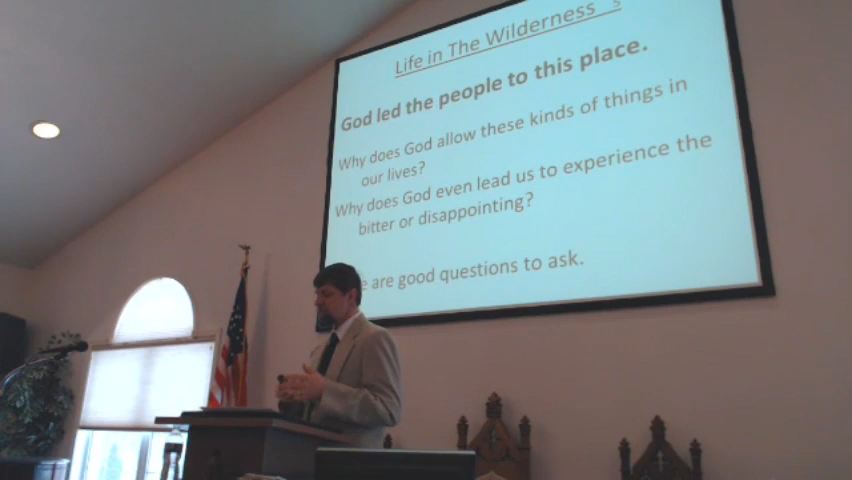 Life in The Wilderness
God led the people to this place.
Why does God allow these kinds of things in
our lives?
Why does God even lead us to experience the
bitter or disappointing?
are good questions to ask.